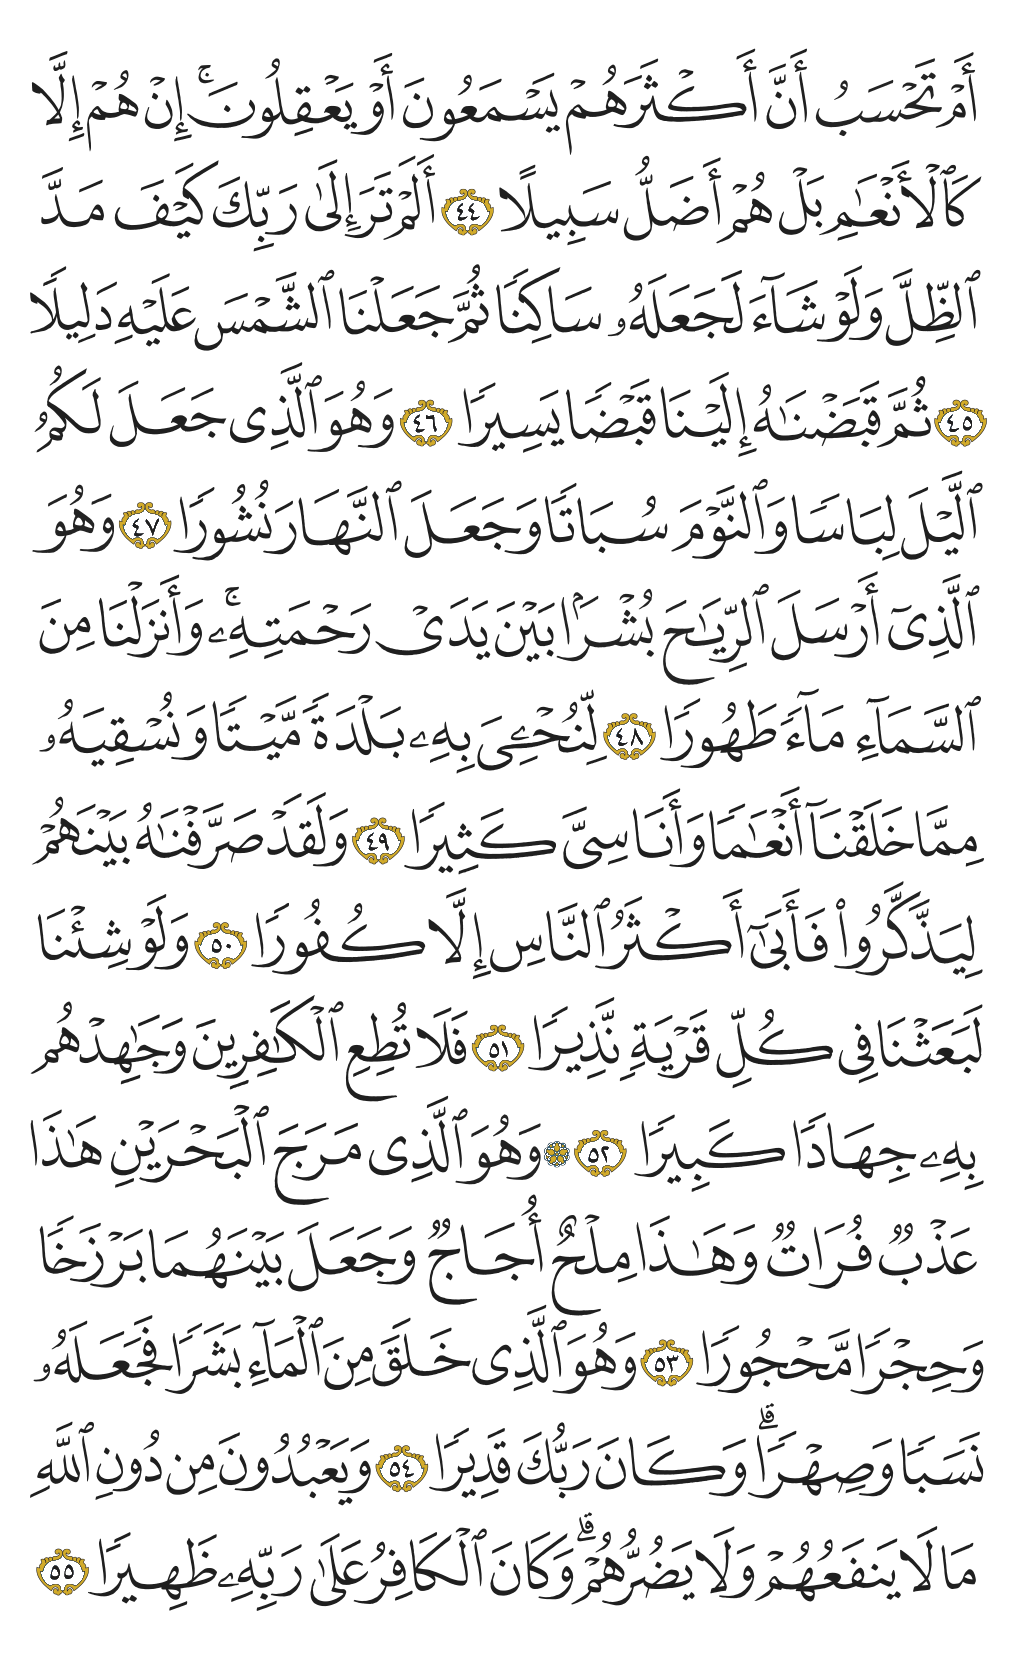 أَمْ تَحْسَبُ أَنَّ أَكْثَرَهُمْ يَسْمَعُونَ أَوْ يَعْقِلُونَ ۚ إِنْ هُمْ إِلَّا
كَٱلْأَنْعَٰمِ بَلْ هُمْ أَضَلُّ سَبِيلًا ٤٤ أَلَمْ تَرَ إِلَىٰ رَبِّكَ كَيْفَ مَدَّ
ٱلظِّلَّ وَلَوْ شَآءَ لَجَعَلَهُۥ سَاكِنًا ثُمَّ جَعَلْنَا ٱلشَّمْسَ عَلَيْهِ دَلِيلًا
٤٥ ثُمَّ قَبَضْنَٰهُ إِلَيْنَا قَبْضًا يَسِيرًا ٤٦ وَهُوَ ٱلَّذِى جَعَلَ لَكُمُ
ٱلَّيْلَ لِبَاسًا وَٱلنَّوْمَ سُبَاتًا وَجَعَلَ ٱلنَّهَارَ نُشُورًا ٤٧ وَهُوَ
ٱلَّذِىٓ أَرْسَلَ ٱلرِّيَٰحَ بُشْرًۢا بَيْنَ يَدَىْ رَحْمَتِهِۦ ۚ وَأَنزَلْنَا مِنَ
ٱلسَّمَآءِ مَآءً طَهُورًا ٤٨ لِّنُحْۦِىَ بِهِۦ بَلْدَةً مَّيْتًا وَنُسْقِيَهُۥ
مِمَّا خَلَقْنَآ أَنْعَٰمًا وَأَنَاسِىَّ كَثِيرًا ٤٩ وَلَقَدْ صَرَّفْنَٰهُ بَيْنَهُمْ
لِيَذَّكَّرُوا۟ فَأَبَىٰٓ أَكْثَرُ ٱلنَّاسِ إِلَّا كُفُورًا ٥٠ وَلَوْ شِئْنَا
لَبَعَثْنَا فِى كُلِّ قَرْيَةٍ نَّذِيرًا ٥١ فَلَا تُطِعِ ٱلْكَٰفِرِينَ وَجَٰهِدْهُم
بِهِۦ جِهَادًا كَبِيرًا ٥٢ ۞ وَهُوَ ٱلَّذِى مَرَجَ ٱلْبَحْرَيْنِ هَٰذَا
عَذْبٌ فُرَاتٌ وَهَٰذَا مِلْحٌ أُجَاجٌ وَجَعَلَ بَيْنَهُمَا بَرْزَخًا
وَحِجْرًا مَّحْجُورًا ٥٣ وَهُوَ ٱلَّذِى خَلَقَ مِنَ ٱلْمَآءِ بَشَرًا فَجَعَلَهُۥ
نَسَبًا وَصِهْرًا ۗ وَكَانَ رَبُّكَ قَدِيرًا ٥٤ وَيَعْبُدُونَ مِن دُونِ ٱللَّهِ
مَا لَا يَنفَعُهُمْ وَلَا يَضُرُّهُمْ ۗ وَكَانَ ٱلْكَافِرُ عَلَىٰ رَبِّهِۦ ظَهِيرًا ٥٥